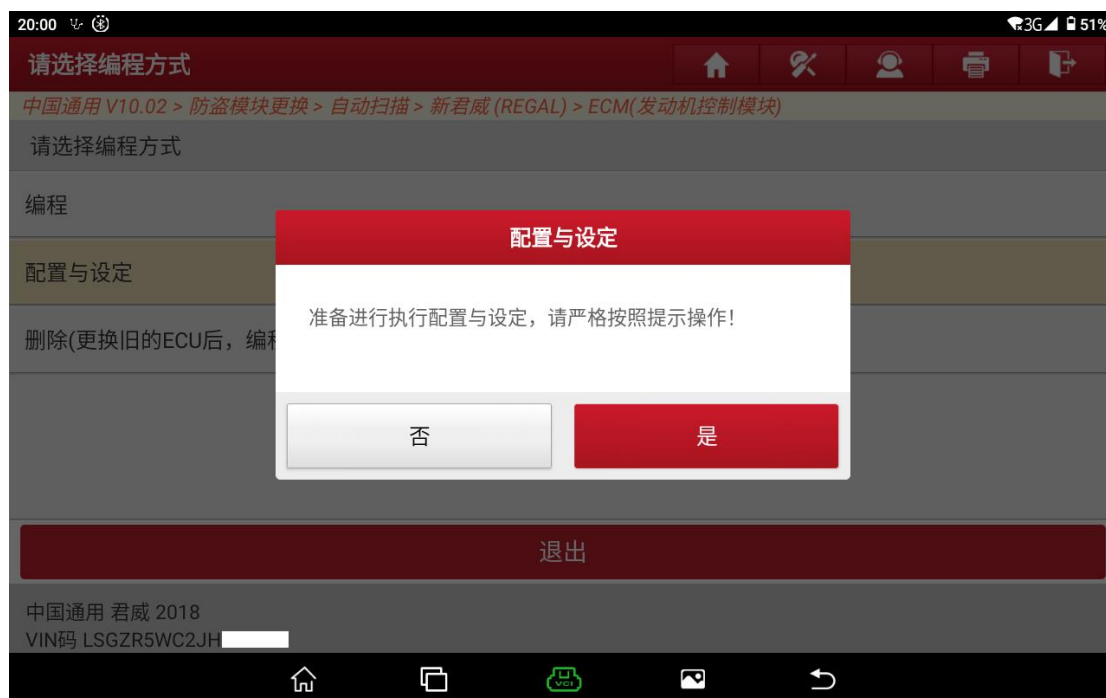 20:00 3G 51%
请选择编程方式
中国通用 V10.02 > 防盗模块更换 > 自动扫描 > 新君威 (REGAL) > ECM(发动机控制模块)
请选择编程方式
编程
配置与设定
配置与设定
准备进行执行配置与设定，请严格按照提示操作！
删除(更换旧的ECU后，编程
否 是
退出
中国通用 君威 2018
VIN码 LSGZR5WC2JH
VCI